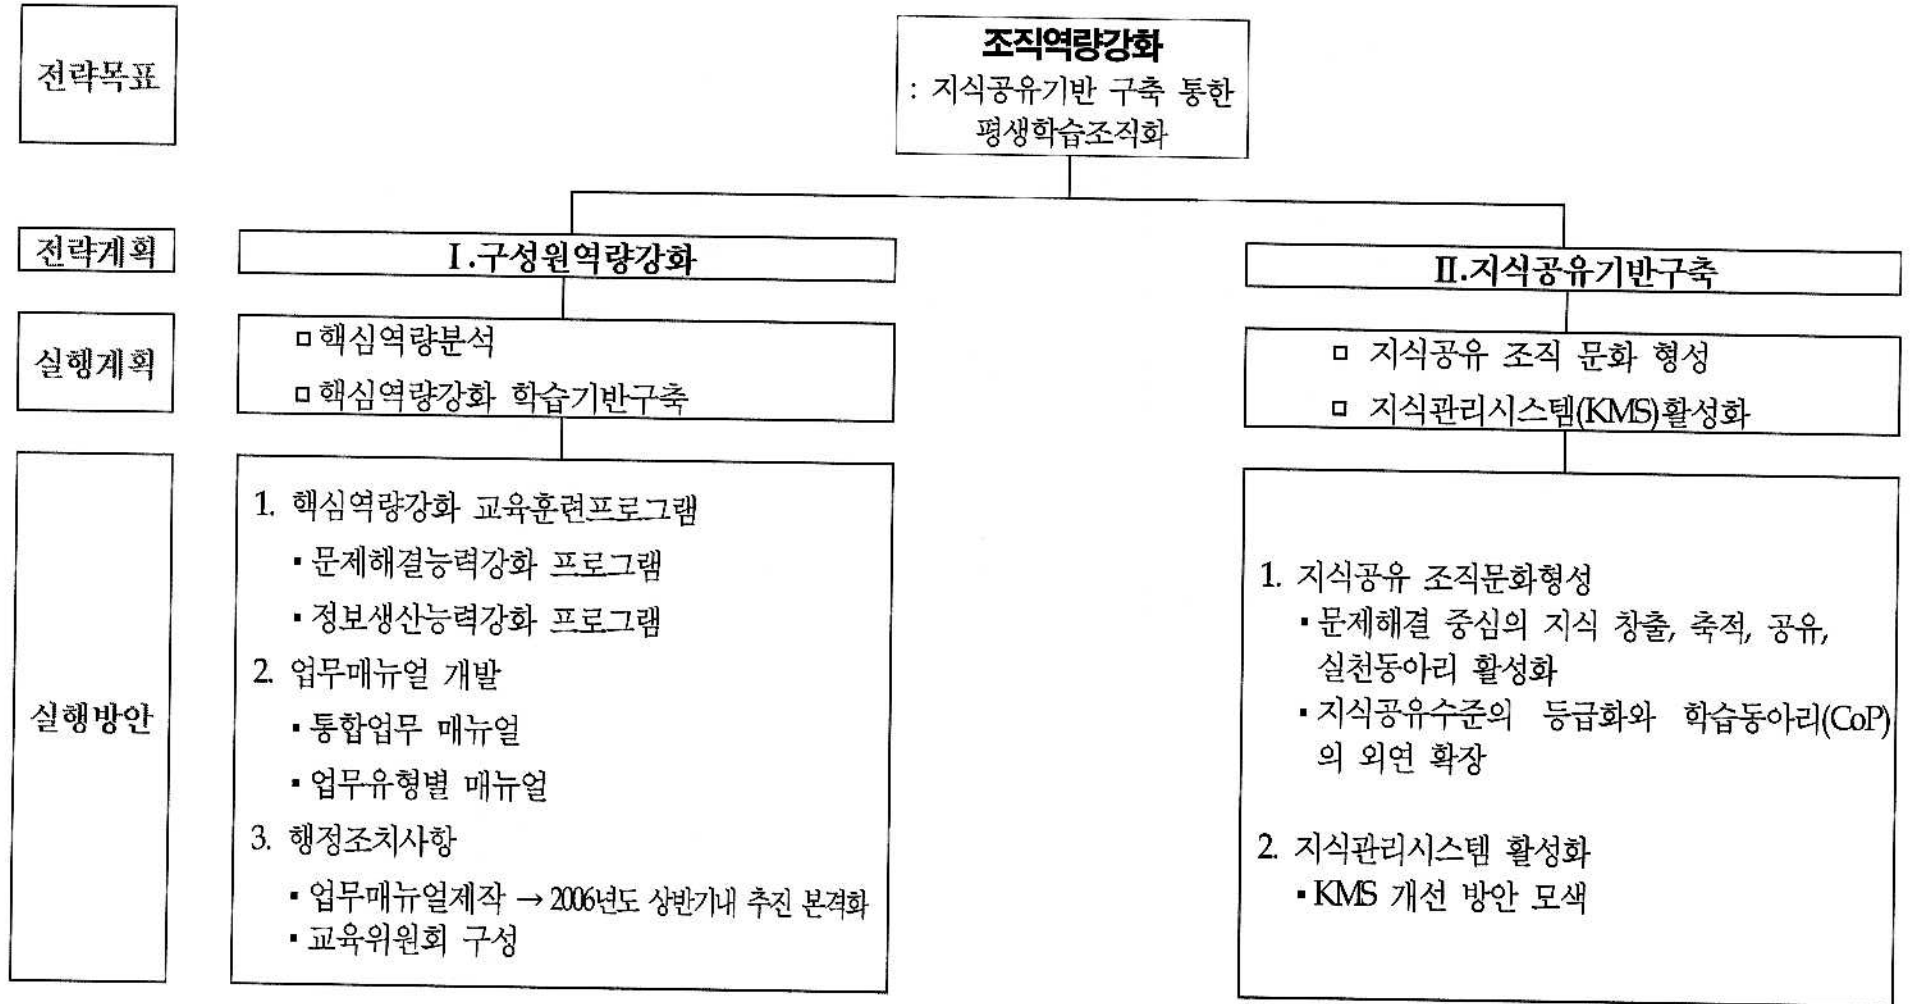 전략목표
조직역량강화
: 지식공유기반 구축 통한
평생학습조직화
전략계획
Ⅰ.구성원역량강화
Ⅱ.지식공유기반구축
실행계획
□ 핵심역량분석
□ 핵심역량강화 학습기반구축
□ 지식공유 조직 문화 형성
□ 지식관리시스템(KMS)활성화
실행방안
1. 핵심역량강화 교육훈련프로그램
▪ 문제해결능력강화 프로그램
▪ 정보생산능력강화 프로그램
2. 업무매뉴얼 개발
▪ 통합업무 매뉴얼
▪ 업무유형별 매뉴얼
3. 행정조치사항
▪ 업무매뉴얼제작 → 2006년도 상반기내 추진 본격화
▪ 교육위원회 구성
1. 지식공유 조직문화형성
▪ 문제해결 중심의 지식 창출, 축적, 공유,
실천동아리 활성화
▪ 지식공유수준의 등급화와 학습동아리(CoP)
의 외연 확장
2. 지식관리시스템 활성화
▪ KMS 개선 방안 모색